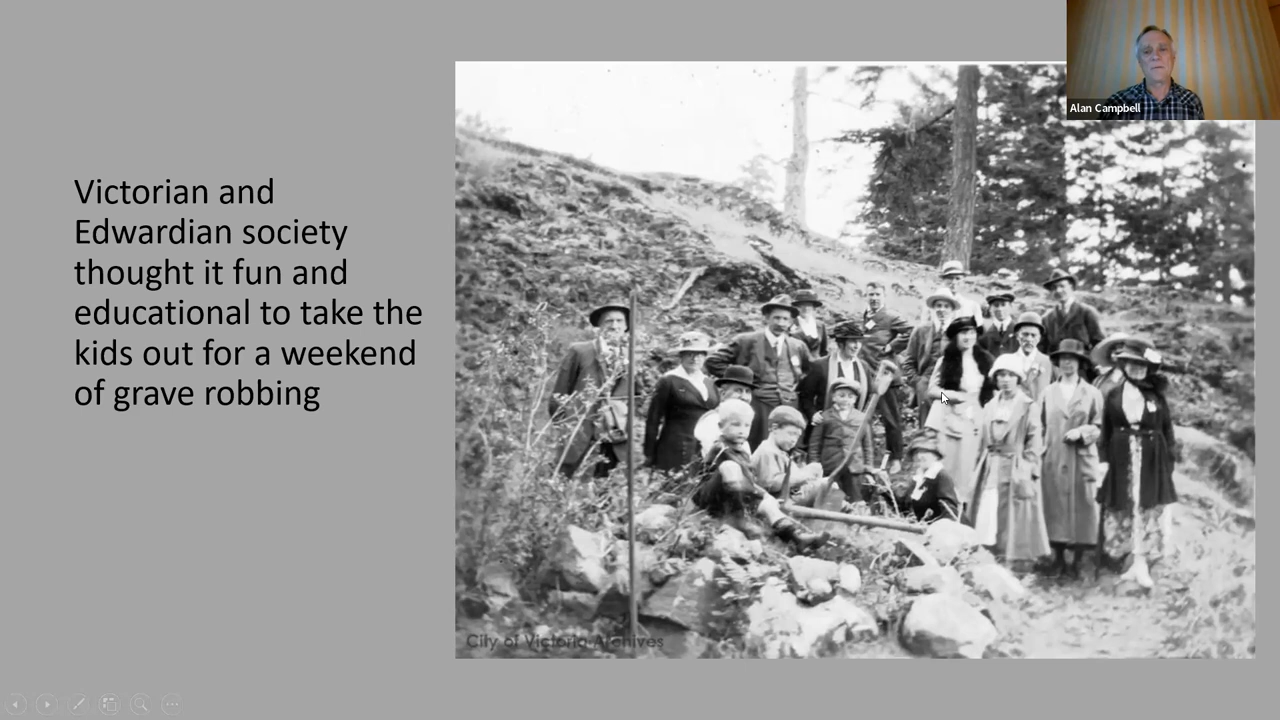 Victorian and
Edwardian society
thought it fun and
educational to take the
kids out for a weekend
of grave robbing
Alan Campbell
City of Victoria Archives